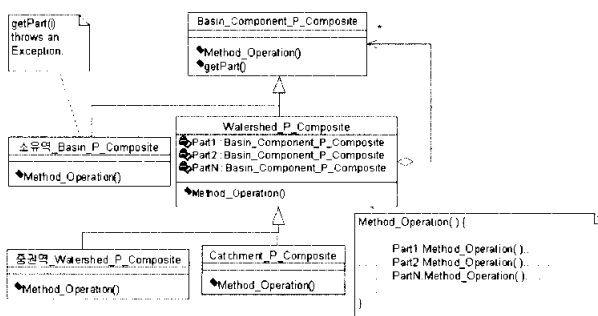 getPart()
throws an
Exception.
Basin_Component_P_Composite
Method_Operation()
getPart()
*
Watershed_P_Composite
Part1 : Basin_Component_P_Composite
Part2 : Basin_Component_P_Composite
PartN : Basin_Component_P_Composite
Method_Operation()
소유역_Basin_P_Composite
Method_Operation()
중권역_Watershed_P_Composite
Method_Operation()
Catchment_P_Composite
Method_Operation()
Method_Operation() {
Part1.Method_Operation()..
Part2.Method_Operation()..
PartN.Method_Operation()..
}